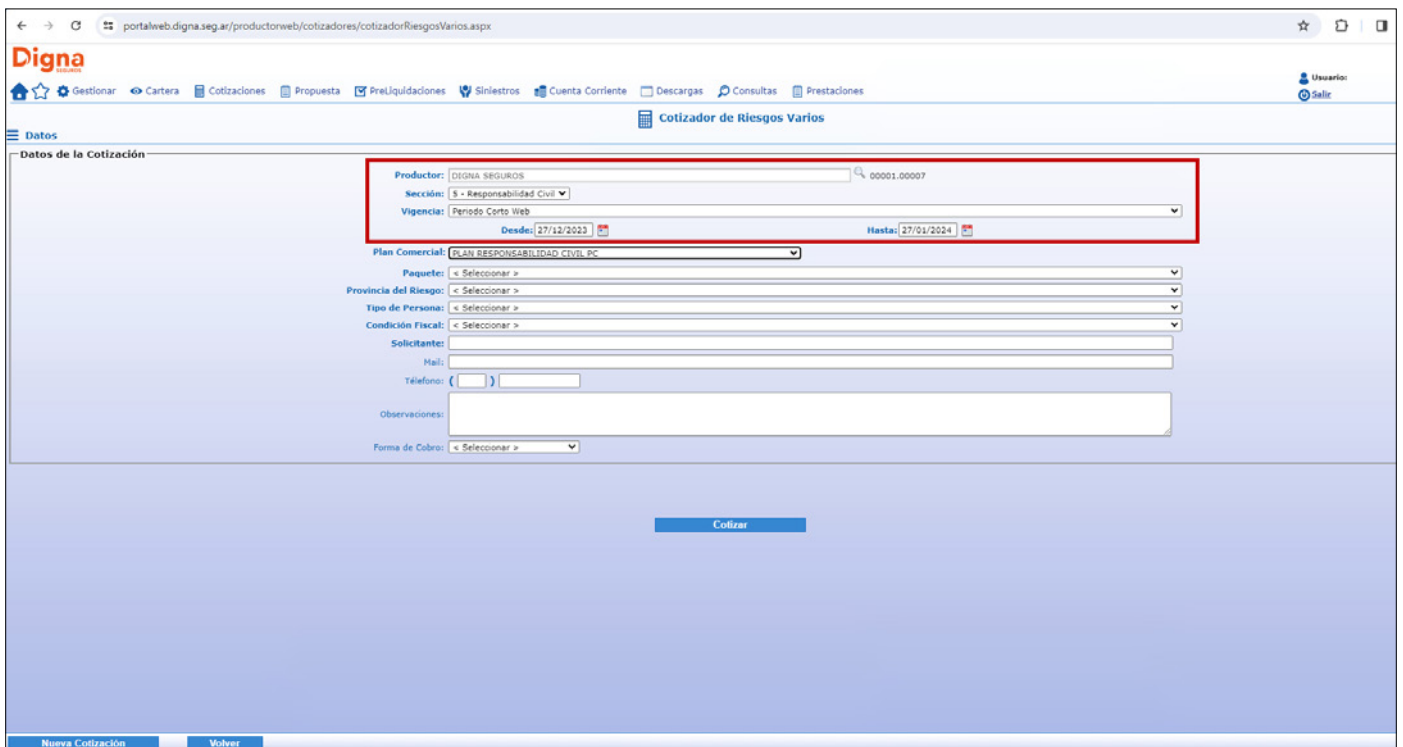 portalweb.digna.seg.ar/productorweb/cotizadores/cotizadorRiesgosVarios.aspx
Digna
SEGUROS
Gestionar Cartera Cotizaciones Propuesta PreLiquidaciones Siniestros Cuenta Corriente Descargas Consultas Prestaciones
Usuario:
Salir
Cotizador de Riesgos Varios
Datos
Datos de la Cotización
Productor: DIGNA SEGUROS 00001.00007
Sección: 5 - Responsabilidad Civil
Vigencia: Periodo Corto Web
Desde: 27/12/2023 Hasta: 27/01/2024
Plan Comercial: PLAN RESPONSABILIDAD CIVIL PC
Paquete: < Seleccionar >
Provincia del Riesgo: < Seleccionar >
Tipo de Persona: < Seleccionar >
Condición Fiscal: < Seleccionar >
Solicitante:
Mail:
Télefono: ( )
Observaciones:
Forma de Cobro: < Seleccionar >
Cotizar
Nueva Cotización Volver